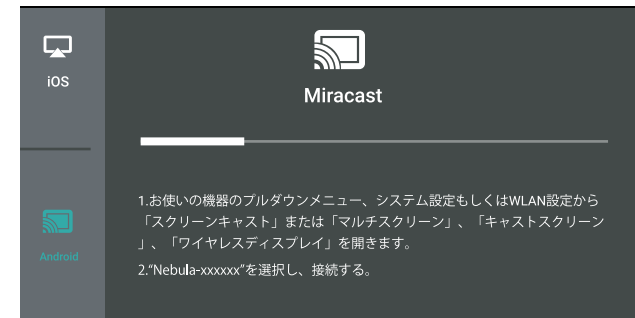 iOS
Miracast
1.お使いの機器のプルダウンメニュー、システム設定もしくはWLAN設定から
「スクリーンキャスト」または「マルチスクリーン」、「キャストスクリーン
」、「ワイヤレスディスプレイ」を開きます。
2.“Nebula-xxxxxx”を選択し、接続する。
Android